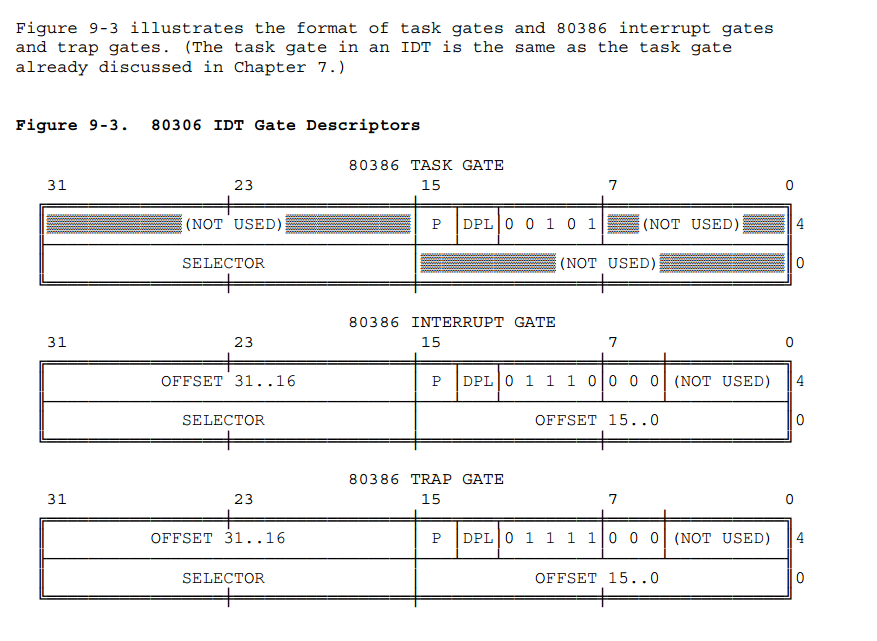 Figure 9-3 illustrates the format of task gates and 80386 interrupt gates
and trap gates. (The task gate in an IDT is the same as the task gate
already discussed in Chapter 7.)
Figure 9-3.  80306 IDT Gate Descriptors
80386 TASK GATE
31 23 15 7 0
(NOT USED) P DPL 0 0 1 0 1 (NOT USED) 4
SELECTOR (NOT USED) 0
80386 INTERRUPT GATE
31 23 15 7 0
OFFSET 31..16 P DPL 0 1 1 1 0 0 0 0 (NOT USED) 4
SELECTOR OFFSET 15..0 0
80386 TRAP GATE
31 23 15 7 0
OFFSET 31..16 P DPL 0 1 1 1 1 0 0 0 (NOT USED) 4
SELECTOR OFFSET 15..0 0